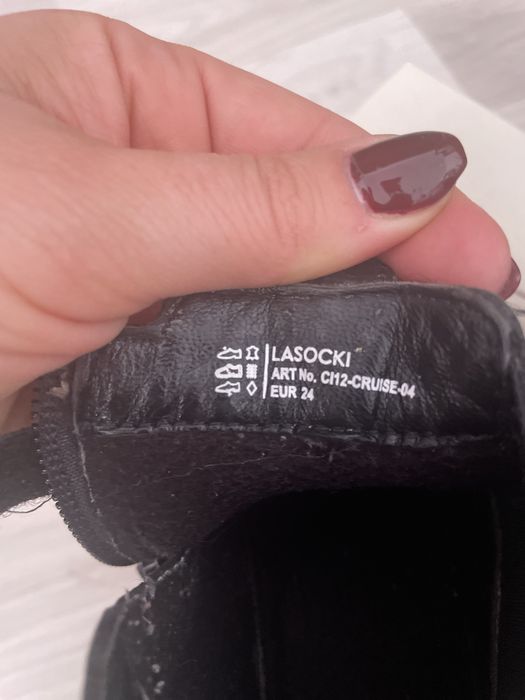 LASOCKI
ART No. CI12-CRUISE-04
EUR 24